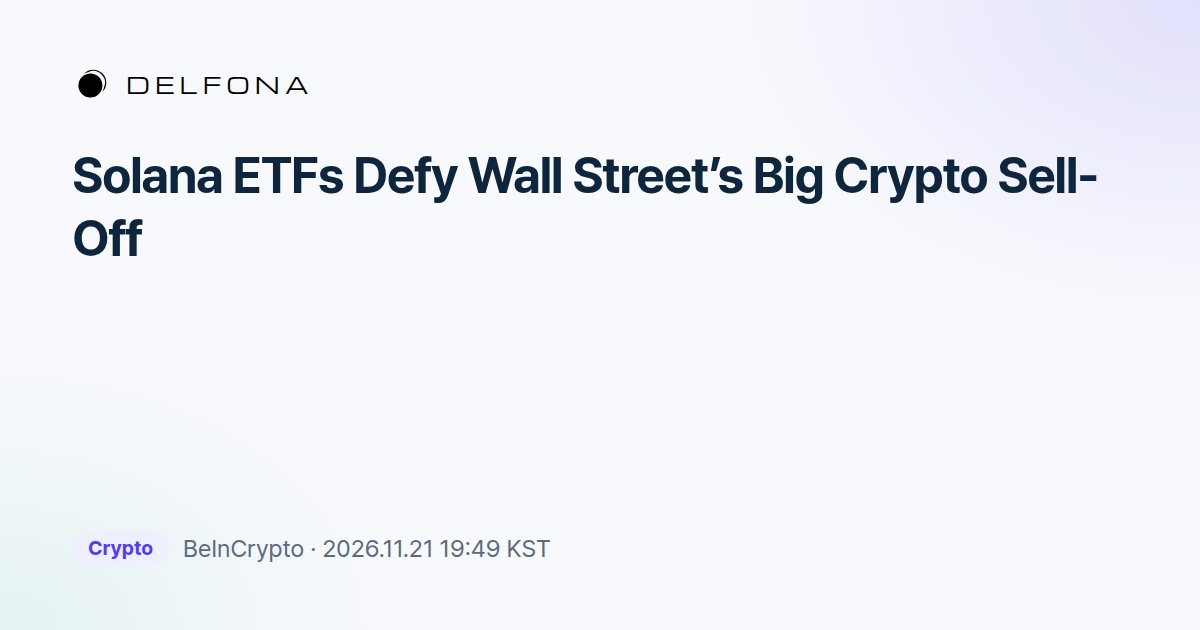 DELFONA
Solana ETFs Defy Wall Street’s Big Crypto Sell-
Off
Crypto BeInCrypto · 2026.11.21 19:49 KST